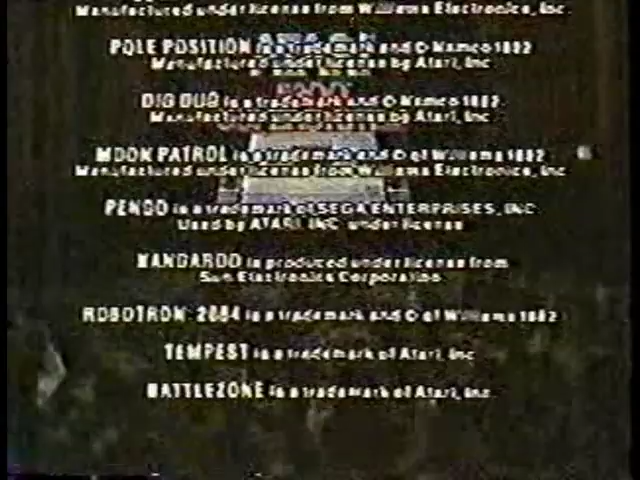 Manufactured under license from Williams Electronics, Inc.
POLE POSITION is a trademark and © Namco 1982
Manufactured under license by Atari, Inc.
DIG DUG is a trademark and © Namco 1982
Manufactured under license by Atari, Inc.
MOON PATROL is a trademark and © of Williams 1982
Manufactured under license from Williams Electronics, Inc
PENGO is a trademark of SEGA ENTERPRISES, INC
Used by ATARI, INC. under license
KANGAROO is produced under license from
Sun Electronics Corporation
ROBOTRON: 2084 is a trademark and © of Williams 1982
TEMPEST is a trademark of Atari, Inc.
BATTLEZONE is a trademark of Atari, Inc.